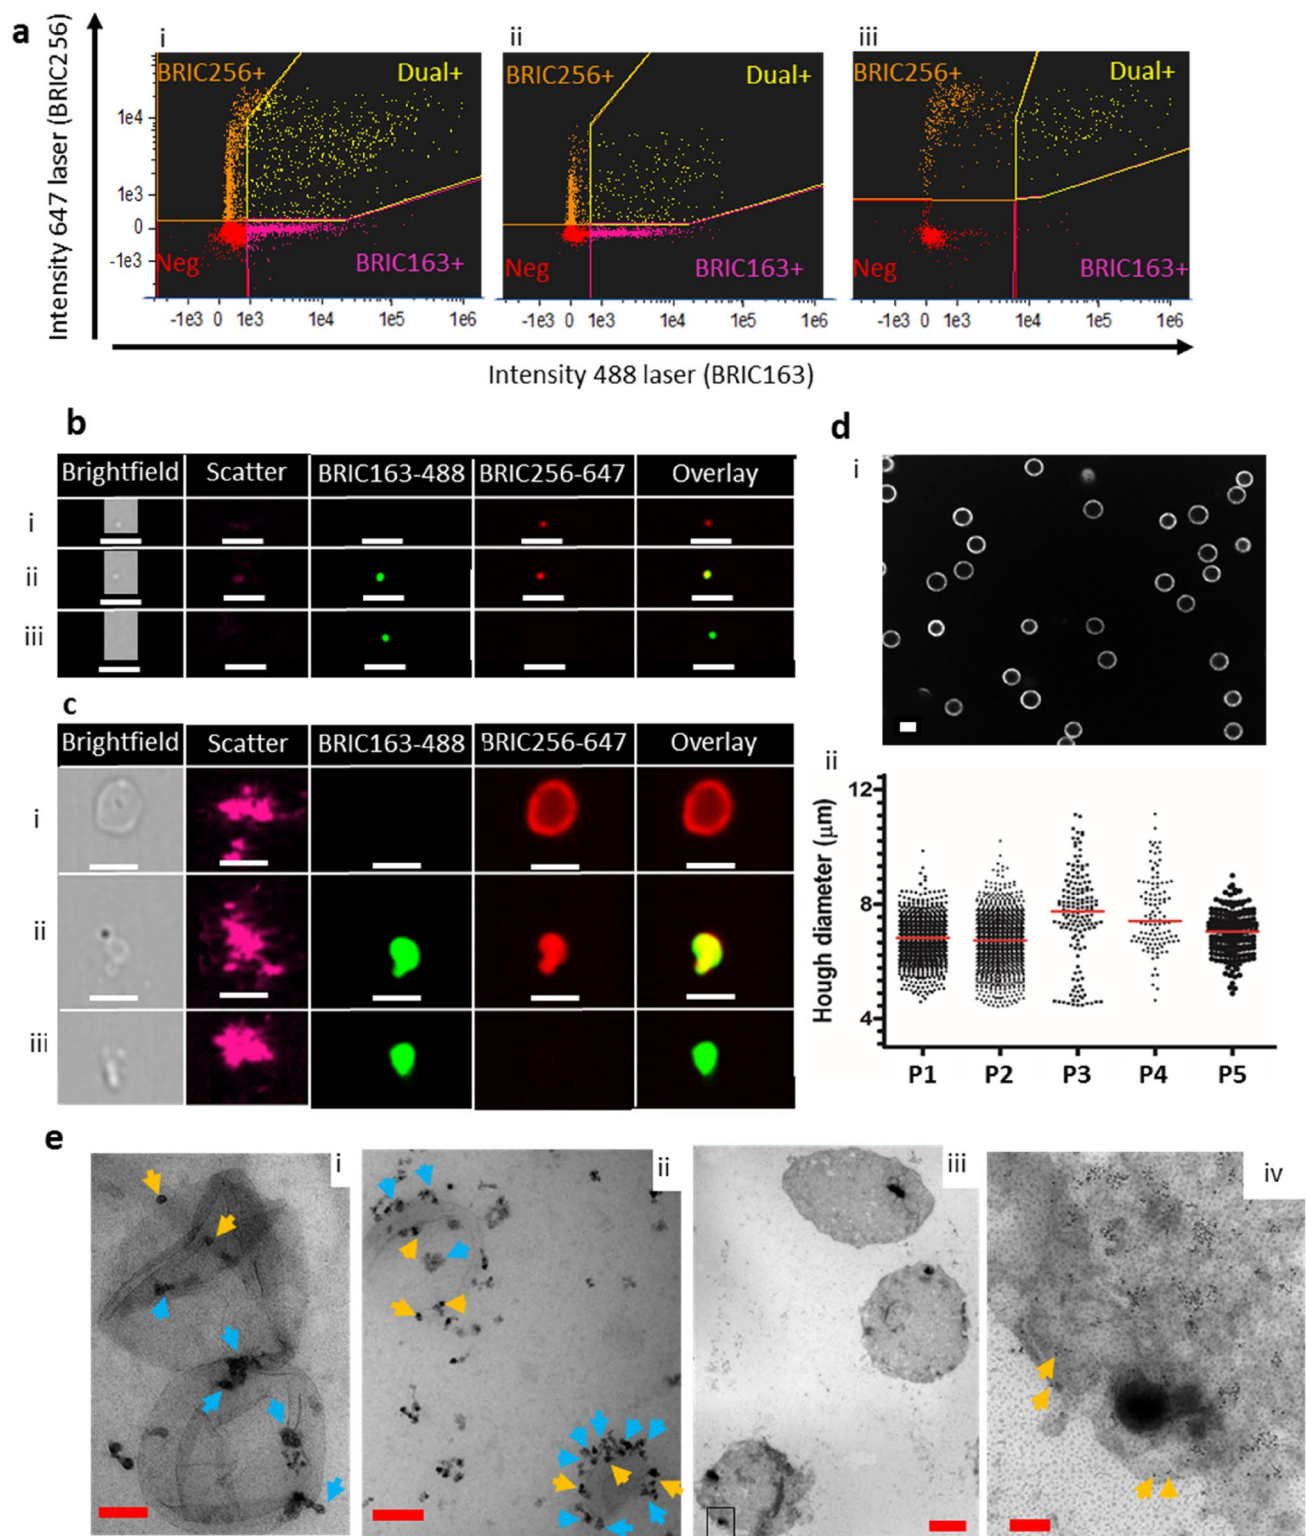 a
i
ii
iii
Intensity 647 laser (BRIC256)
BRIC256+
Dual+
BRIC256+
Dual+
BRIC256+
Dual+
1e4
1e3
0
-1e3
Neg
BRIC163+
Neg
BRIC163+
Neg
BRIC163+
-1e3 0 1e3 1e4 1e5 1e6
-1e3 0 1e3 1e4 1e5 1e6
-1e3 0 1e3 1e4 1e5 1e6
Intensity 488 laser (BRIC163)
b
Brightfield Scatter BRIC163-488 BRIC256-647 Overlay
i
ii
iii
c
Brightfield Scatter BRIC163-488 BRIC256-647 Overlay
i
ii
iii
d
i
ii
Hough diameter (μm)
12
8
4
P1 P2 P3 P4 P5
e
i
ii
iii
iv